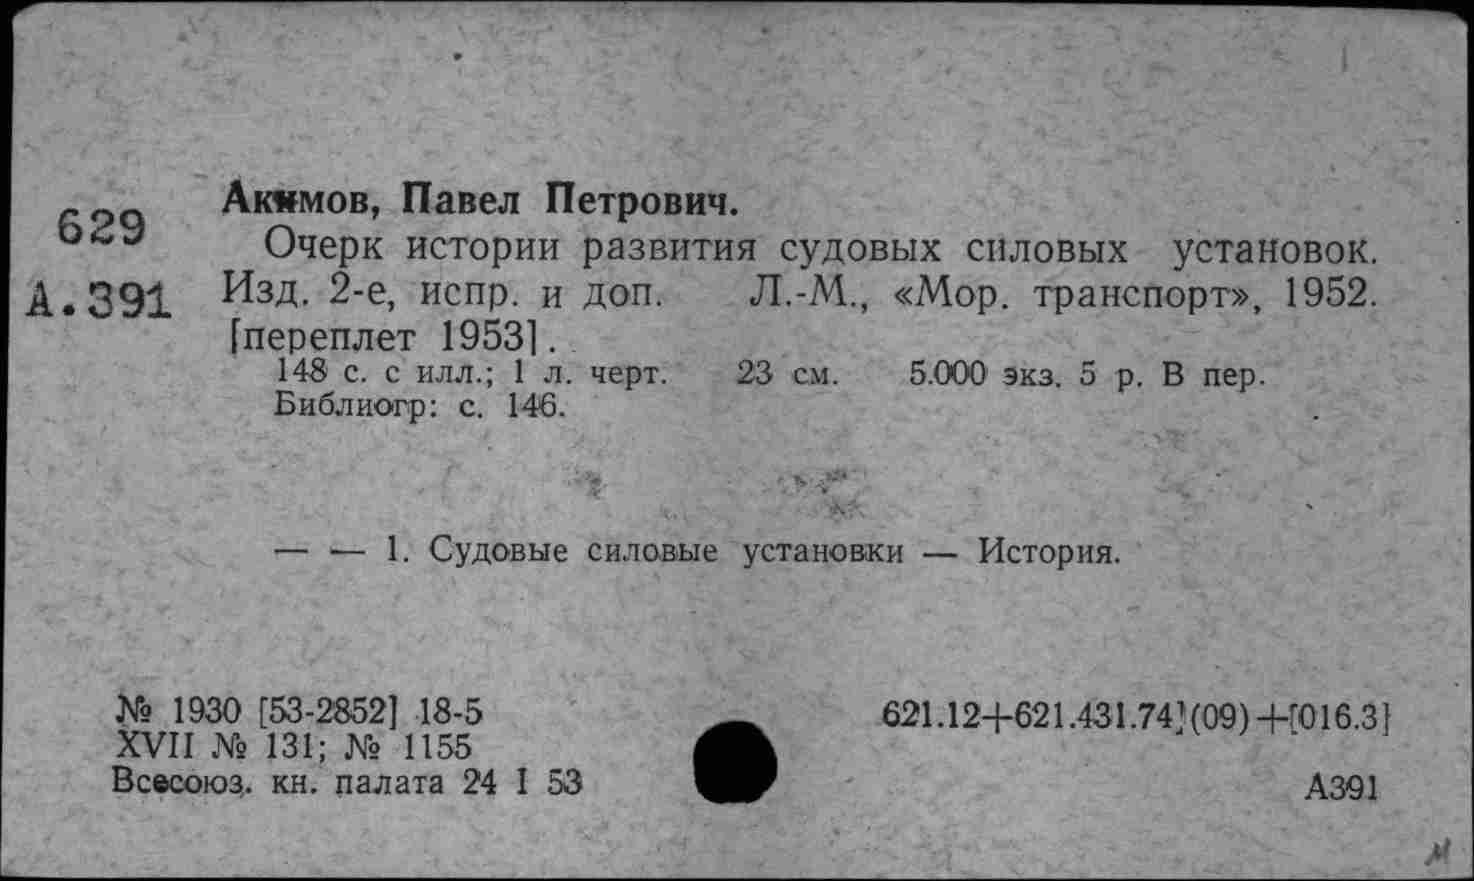 629
А.391
Акимов, Павел Петрович.
Очерк истории развития судовых силовых установок.
Изд. 2-е, испр. и доп. Л.-М., «Мор. транспорт», 1952.
[переплет 1953].
148 с. с илл.; 1 л. черт. 23 см. 5.000 экз. 5 р. В пер.
Библиогр: с. 146.
— — 1. Судовые силовые установки — История.
№ 1930 [53-2852] 18-5
XVII № 131; № 1155
Всесоюз. кн. палата 24 I 53
621.12+621.431.74](09)+[016.3]
А391
м